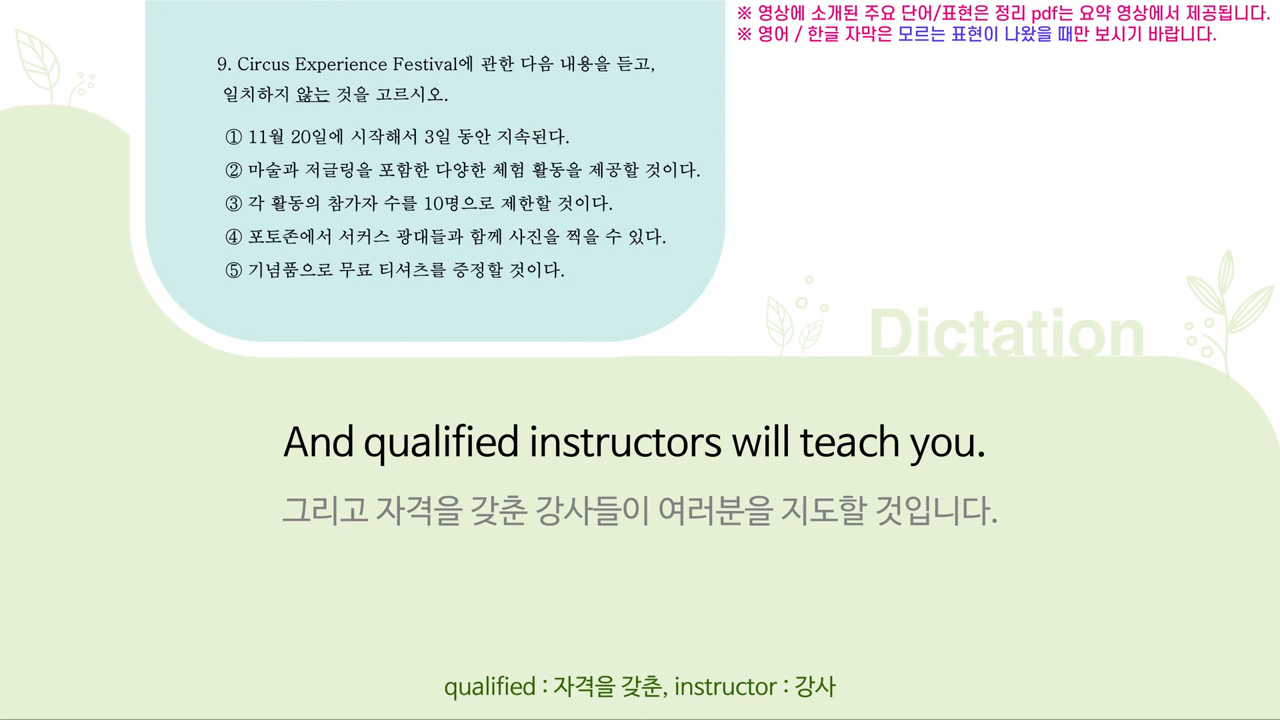 ※ 영상에 소개된 주요 단어/표현은 정리 pdf는 요약 영상에서 제공됩니다.
※ 영어 / 한글 자막은 모르는 표현이 나왔을 때만 보시기 바랍니다.
9. Circus Experience Festival에 관한 다음 내용을 듣고,
일치하지 않는 것을 고르시오.
① 11월 20일에 시작해서 3일 동안 지속된다.
② 마술과 저글링을 포함한 다양한 체험 활동을 제공할 것이다.
③ 각 활동의 참가자 수를 10명으로 제한할 것이다.
④ 포토존에서 서커스 광대들과 함께 사진을 찍을 수 있다.
⑤ 기념품으로 무료 티셔츠를 증정할 것이다.
Dictation
And qualified instructors will teach you.
그리고 자격을 갖춘 강사들이 여러분을 지도할 것입니다.
qualified : 자격을 갖춘, instructor : 강사